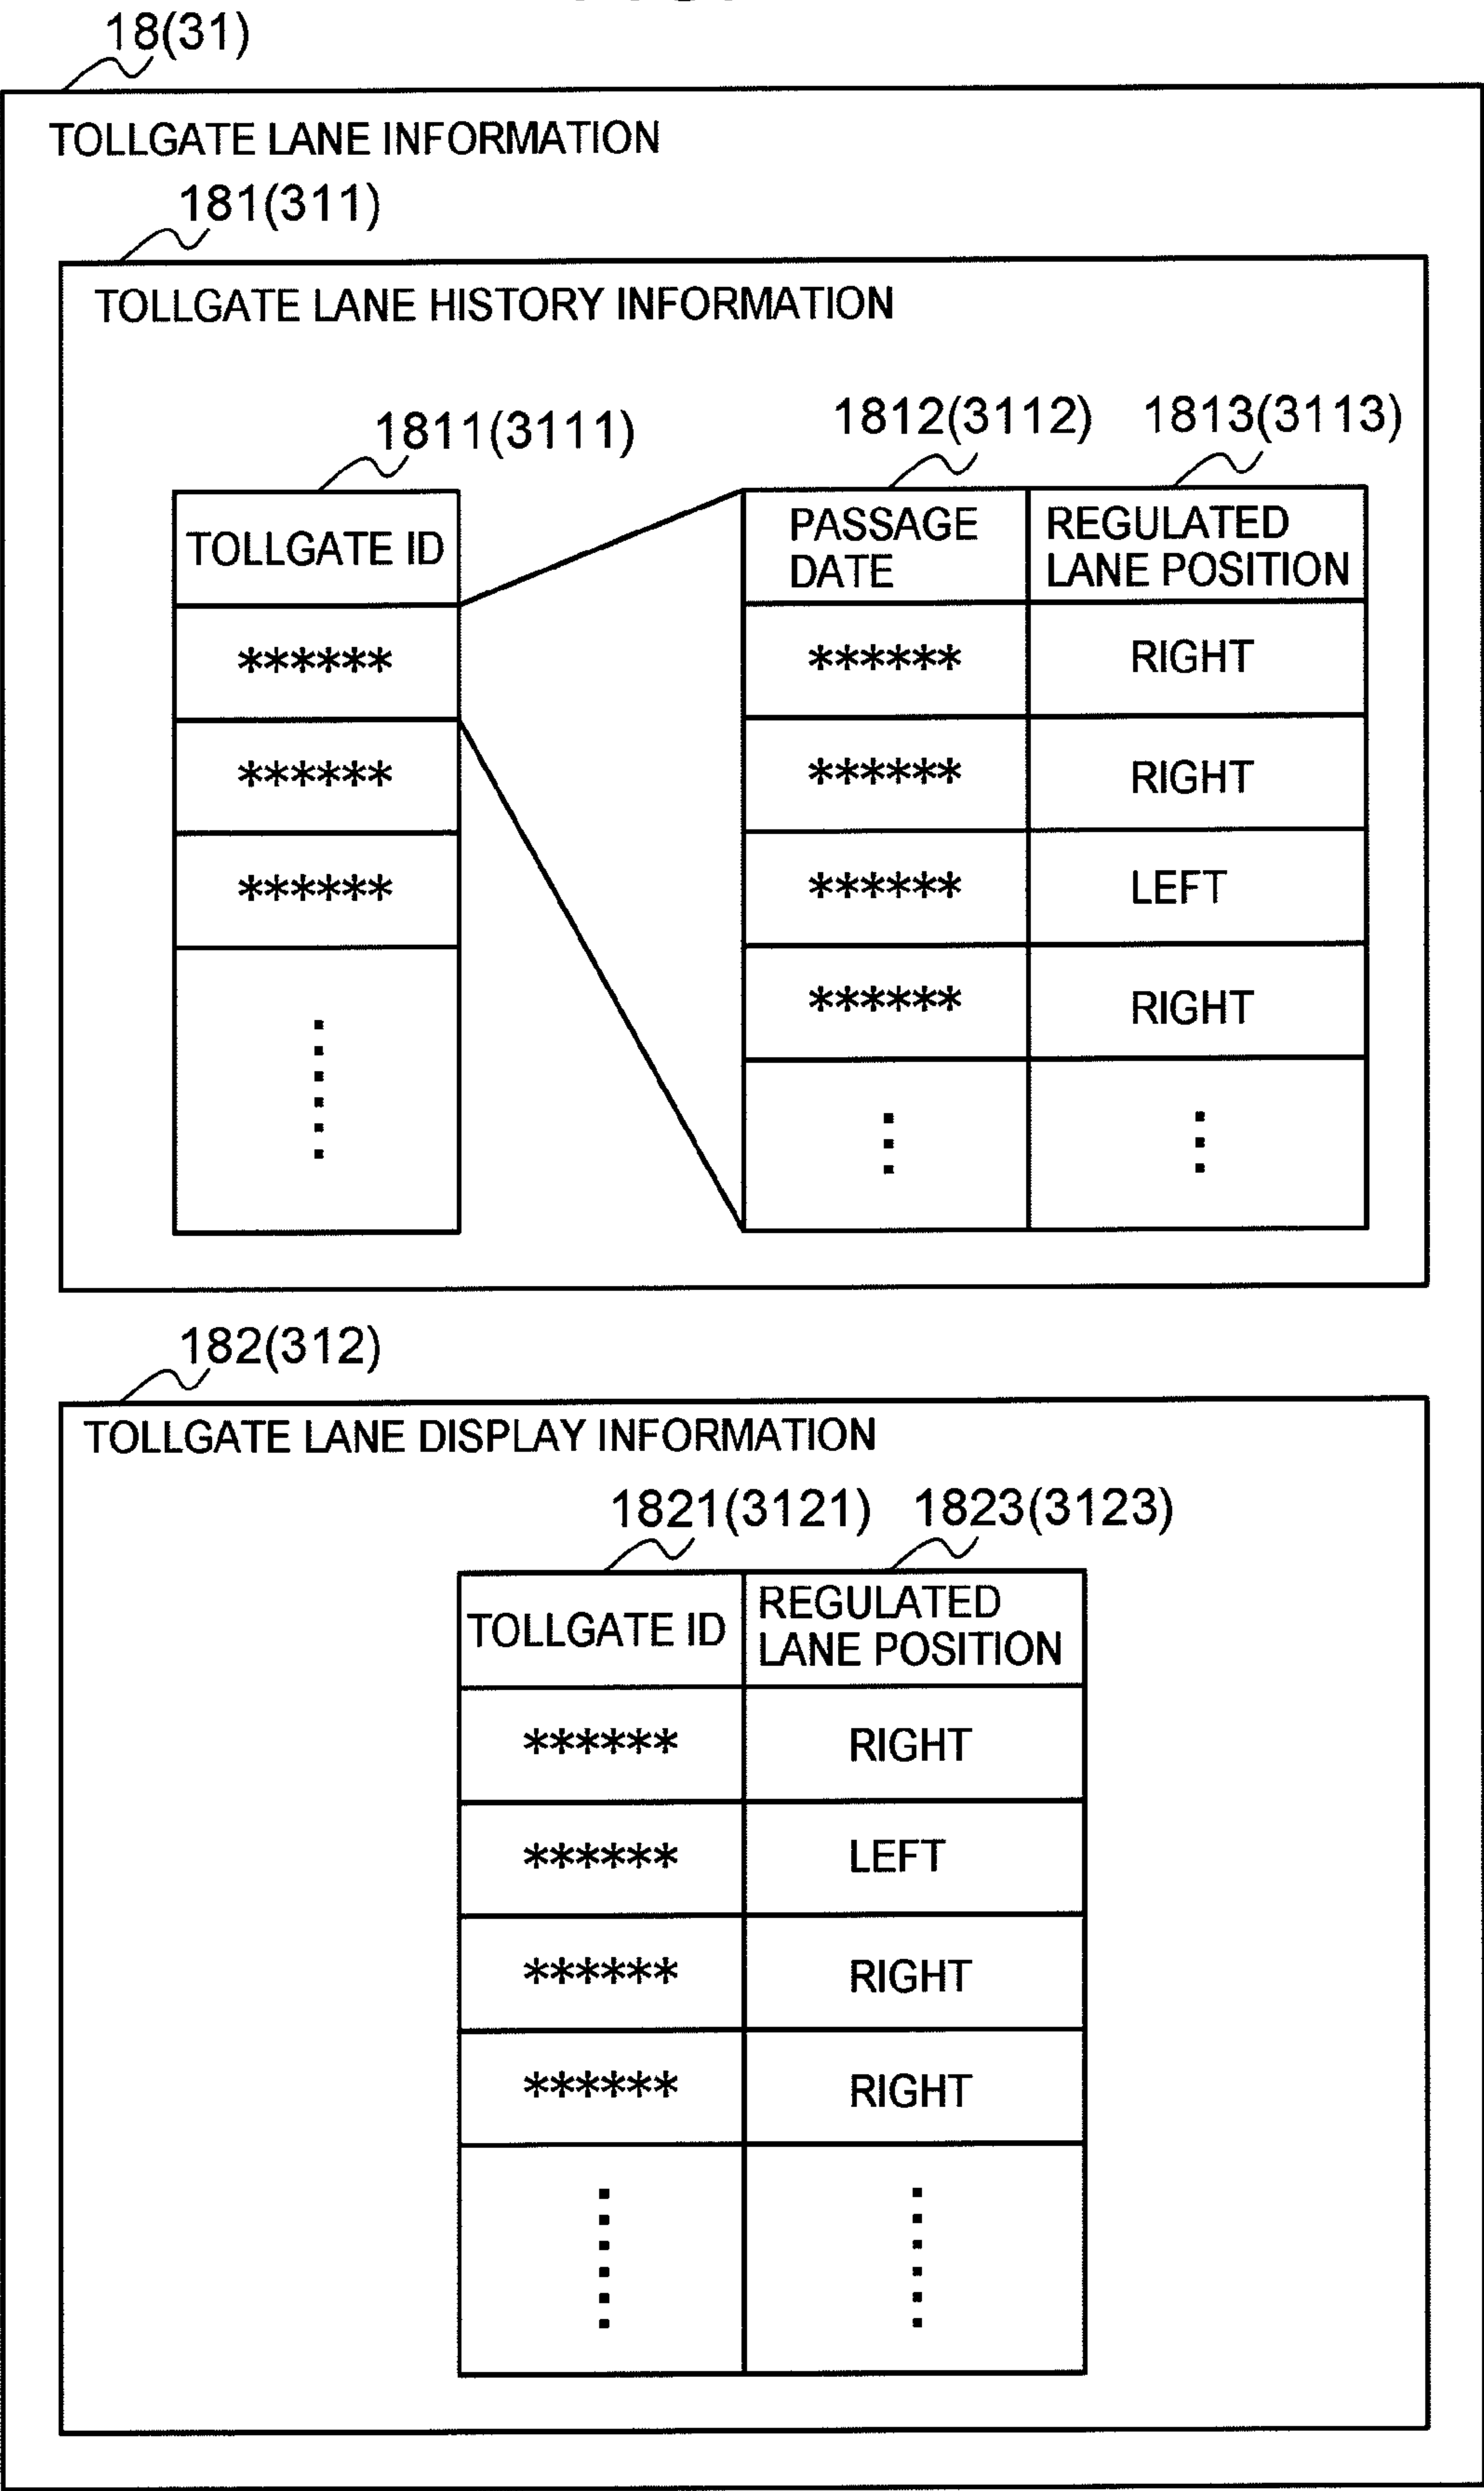 18(31)
TOLLGATE LANE INFORMATION
181(311)
TOLLGATE LANE HISTORY INFORMATION
1811(3111)
1812(3112)
1813(3113)
TOLLGATE ID
PASSAGE
DATE
REGULATED
LANE POSITION
******
******
******
****** RIGHT
****** RIGHT
****** LEFT
****** RIGHT
182(312)
TOLLGATE LANE DISPLAY INFORMATION
1821(3121)
1823(3123)
TOLLGATE ID
REGULATED
LANE POSITION
****** RIGHT
****** LEFT
****** RIGHT
****** RIGHT